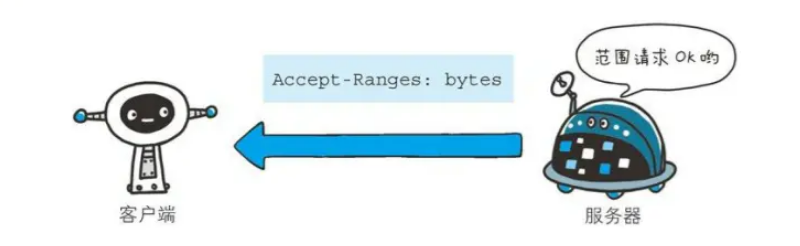 范围请求 Ok 哟
Accept-Ranges: bytes
客户端
服务器